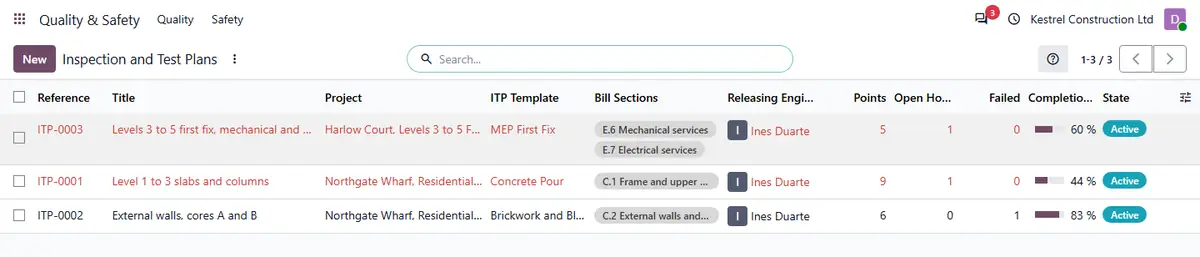 Quality & Safety Quality Safety 3 Kestrel Construction Ltd D
New Inspection and Test Plans Search... 1-3 / 3
Reference Title Project ITP Template Bill Sections Releasing Engi... Points Open Ho... Failed Completio... State
ITP-0003 Levels 3 to 5 first fix, mechanical and ... Harlow Court, Levels 3 to 5 F... MEP First Fix E.6 Mechanical services I Ines Duarte 5 1 0 60 % Active
E.7 Electrical services
ITP-0001 Level 1 to 3 slabs and columns Northgate Wharf, Residential... Concrete Pour C.1 Frame and upper ... I Ines Duarte 9 1 0 44 % Active
ITP-0002 External walls, cores A and B Northgate Wharf, Residential... Brickwork and Bl... C.2 External walls and... I Ines Duarte 6 0 1 83 % Active